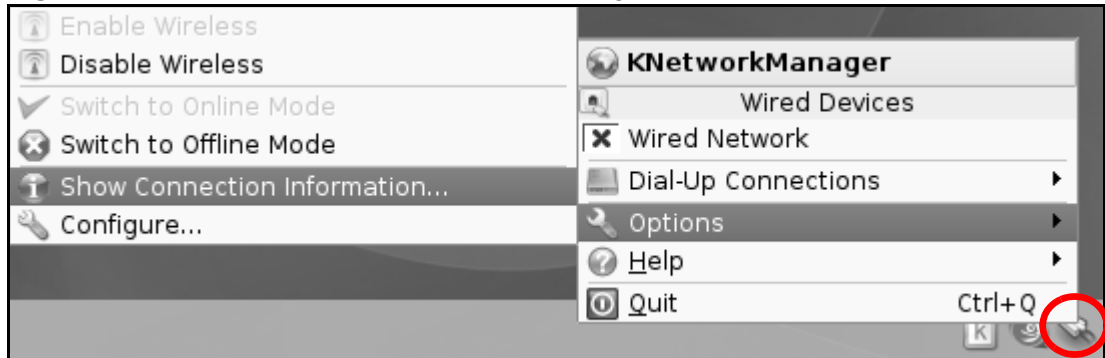 Enable Wireless
Disable Wireless
Switch to Online Mode
Switch to Offline Mode
Show Connection Information...
Configure...
KNetworkManager
Wired Devices
Wired Network
Dial-Up Connections
Options
Help
Quit Ctrl+Q
K